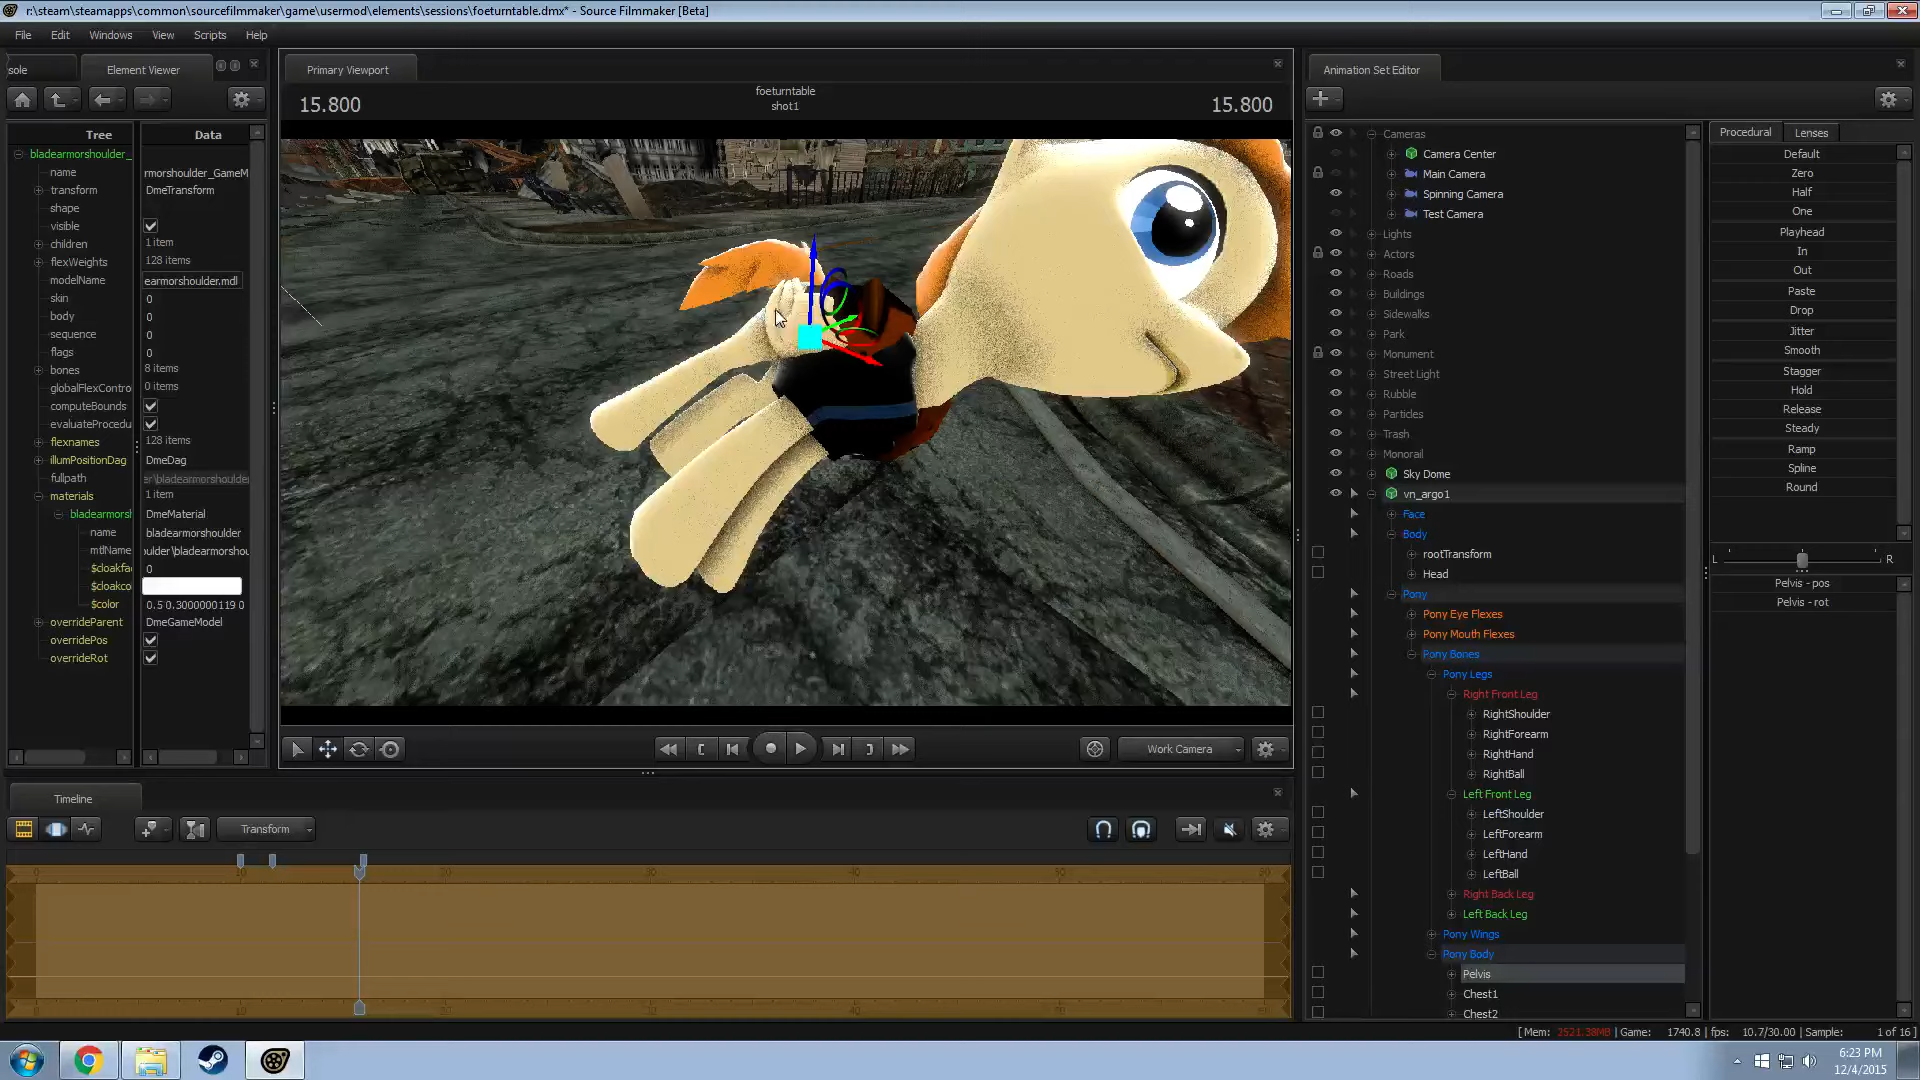 r:\steam\steamapps\common\sourcefilmmaker\game\usermod\elements\sessions\foeturntable.dmx* - Source Filmmaker [Beta]
File Edit Windows View Scripts Help
sole
Element Viewer
Tree Data
bladearmorshoulder_
name rmorshoulder_GameM
transform DmeTransform
shape
visible
children 1 item
flexWeights 128 items
modelName earmorshoulder.mdl
skin 0
body 0
sequence 0
flags 0
bones 8 items
globalFlexContro 0 items
computeBounds
evaluateProcedu
flexnames 128 items
illumPositionDag DmeDag
fullpath er\bladearmorshoulde
materials 1 item
bladearmorsh DmeMaterial
name bladearmorshoulder
mtlName oulder\bladearmorshou
$cloakfa 0
$cloakco
$color 0.5 0.3000000119 0
overrideParent DmeGameModel
overridePos
overrideRot
Primary Viewport
15.800
foeturntable
shot1
15.800
Work Camera
Timeline
Transform
Animation Set Editor
Cameras
Camera Center
Main Camera
Spinning Camera
Test Camera
Lights
Actors
Roads
Buildings
Sidewalks
Park
Monument
Street Light
Rubble
Particles
Trash
Monorail
Sky Dome
vn_argo1
Face
Body
rootTransform
Head
Pony
Pony Eye Flexes
Pony Mouth Flexes
Pony Bones
Pony Legs
Right Front Leg
RightShoulder
RightForearm
RightHand
RightBall
Left Front Leg
LeftShoulder
LeftForearm
LeftHand
LeftBall
Right Back Leg
Left Back Leg
Pony Wings
Pony Body
Pelvis
Chest1
Chest2
Procedural Lenses
Default
Zero
Half
One
Playhead
In
Out
Paste
Drop
Jitter
Smooth
Stagger
Hold
Release
Steady
Ramp
Spline
Round
L R
Pelvis - pos
Pelvis - rot
[ Mem: 2521.38MB | Game: 1740.8 | fps: 10.7/30.00 | Sample: 1 of 16 ]
6:23 PM
12/4/2015